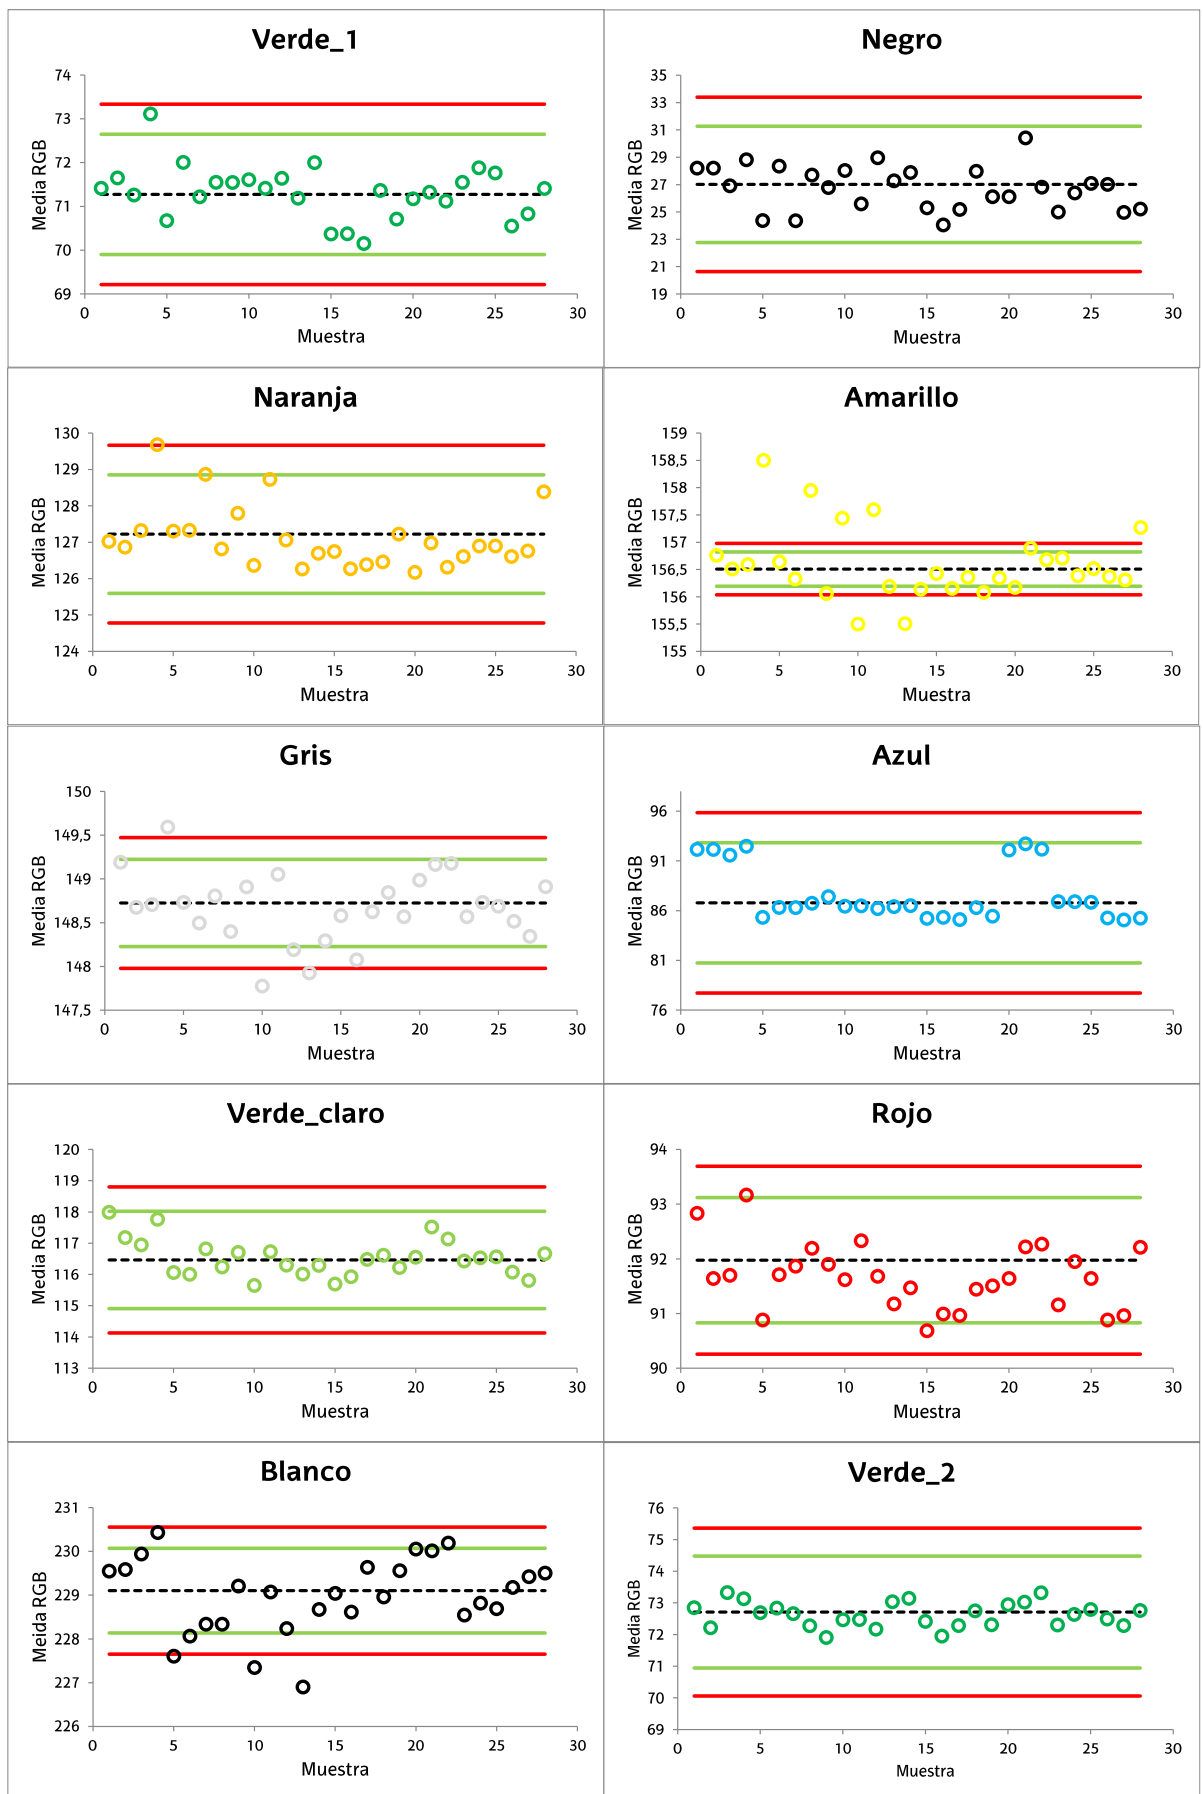 Verde_1
74
73
72
71
70
69
Media RGB
0 5 10 15 20 25 30
Muestra
Negro
35
33
31
29
27
25
23
21
19
Media RGB
0 5 10 15 20 25 30
Muestra
Naranja
130
129
128
127
126
125
124
Media RGB
0 5 10 15 20 25 30
Muestra
Amarillo
159
158,5
158
157,5
157
156,5
156
155,5
155
Media RGB
0 5 10 15 20 25 30
Muestra
Gris
150
149,5
149
148,5
148
147,5
Media RGB
0 5 10 15 20 25 30
Muestra
Azul
96
91
86
81
76
Media RGB
0 5 10 15 20 25 30
Muestra
Verde_claro
120
119
118
117
116
115
114
113
Media RGB
0 5 10 15 20 25 30
Muestra
Rojo
94
93
92
91
90
Media RGB
0 5 10 15 20 25 30
Muestra
Blanco
231
230
229
228
227
226
Meida RGB
0 5 10 15 20 25 30
Muestra
Verde_2
76
75
74
73
72
71
70
69
Media RGB
0 5 10 15 20 25 30
Muestra